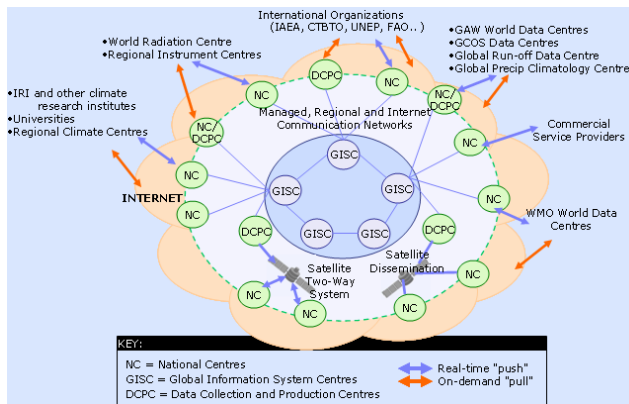 International Organizations
(IAEA, CTBTO, UNEP, FAO..)
•World Radiation Centre
•Regional Instrument Centres
•GAW World Data Centres
•GCOS Data Centres
•Global Run-off Data Centre
•Global Precip Climatology Centre
•IRI and other climate
research institutes
•Universities
•Regional Climate Centres
DCPC
NC
NC
NC/
DCPC
NC/
DCPC
Managed, Regional and Internet
Communication Networks
Commercial
Service Providers
NC
GISC
NC
INTERNET
GISC
GISC
NC
NC
WMO World Data
Centres
DCPC
GISC
GISC
DCPC
Satellite
Two-Way
System
Satellite
Dissemination
NC
NC
NC
NC
KEY:
NC = National Centres
GISC = Global Information System Centres
DCPC = Data Collection and Production Centres
Real-time "push"
On-demand "pull"